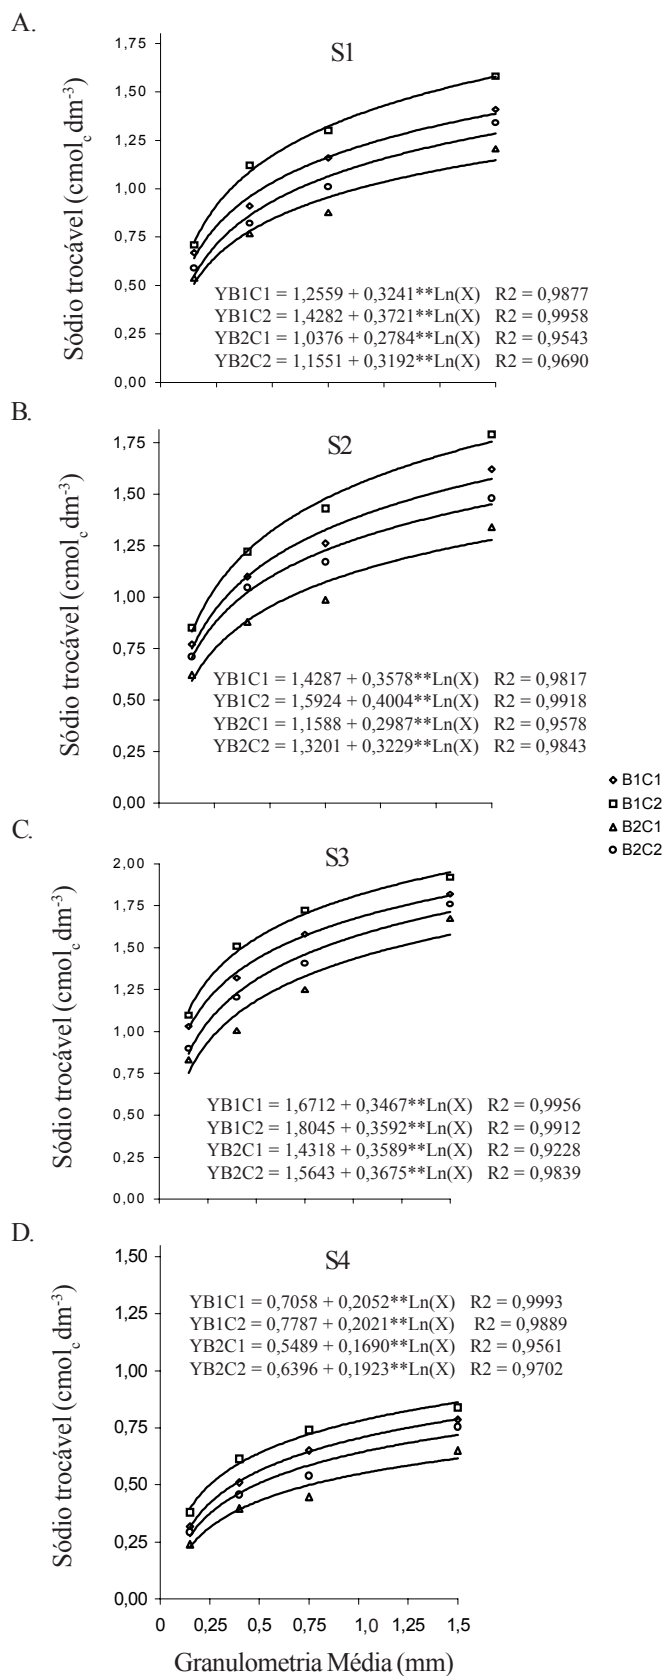 A.
S1
Sódio trocável (cmolc dm-3)
1,75
1,50
1,25
1,00
0,75
0,50
0,25
0,00
YB1C1 = 1,2559 + 0,3241**Ln(X) R2 = 0,9877
YB1C2 = 1,4282 + 0,3721**Ln(X) R2 = 0,9958
YB2C1 = 1,0376 + 0,2784**Ln(X) R2 = 0,9543
YB2C2 = 1,1551 + 0,3192**Ln(X) R2 = 0,9690
B.
S2
Sódio trocável (cmolc dm-3)
1,75
1,50
1,25
1,00
0,75
0,50
0,25
0,00
YB1C1 = 1,4287 + 0,3578**Ln(X) R2 = 0,9817
YB1C2 = 1,5924 + 0,4004**Ln(X) R2 = 0,9918
YB2C1 = 1,1588 + 0,2987**Ln(X) R2 = 0,9578
YB2C2 = 1,3201 + 0,3229**Ln(X) R2 = 0,9843
B1C1
B1C2
B2C1
B2C2
C.
S3
Sódio trocável (cmolc dm-3)
2,00
1,75
1,50
1,25
1,00
0,75
0,50
0,25
0,00
YB1C1 = 1,6712 + 0,3467**Ln(X) R2 = 0,9956
YB1C2 = 1,8045 + 0,3592**Ln(X) R2 = 0,9912
YB2C1 = 1,4318 + 0,3589**Ln(X) R2 = 0,9228
YB2C2 = 1,5643 + 0,3675**Ln(X) R2 = 0,9839
D.
S4
Sódio trocável (cmolc dm-3)
1,50
1,25
1,00
0,75
0,50
0,25
0,00
YB1C1 = 0,7058 + 0,2052**Ln(X) R2 = 0,9993
YB1C2 = 0,7787 + 0,2021**Ln(X) R2 = 0,9889
YB2C1 = 0,5489 + 0,1690**Ln(X) R2 = 0,9561
YB2C2 = 0,6396 + 0,1923**Ln(X) R2 = 0,9702
0 0,25 0,5 0,75 1,0 1,25 1,5
Granulometria Média (mm)